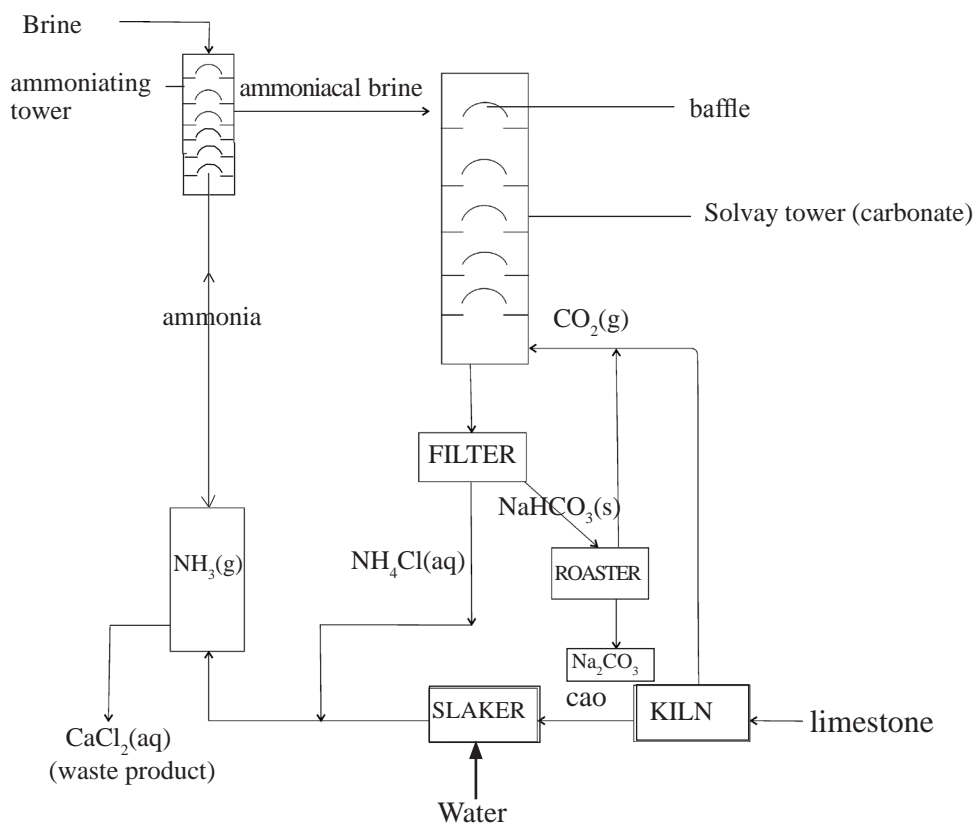 Brine
ammoniating
tower
ammoniacal brine
baffle
Solvay tower (carbonate)
ammonia
CO₂(g)
FILTER
NaHCO₃(s)
NH₄Cl(aq)
NH₃(g)
ROASTER
Na₂CO₃
cao
SLAKER
KILN
limestone
CaCl₂(aq)
(waste product)
Water